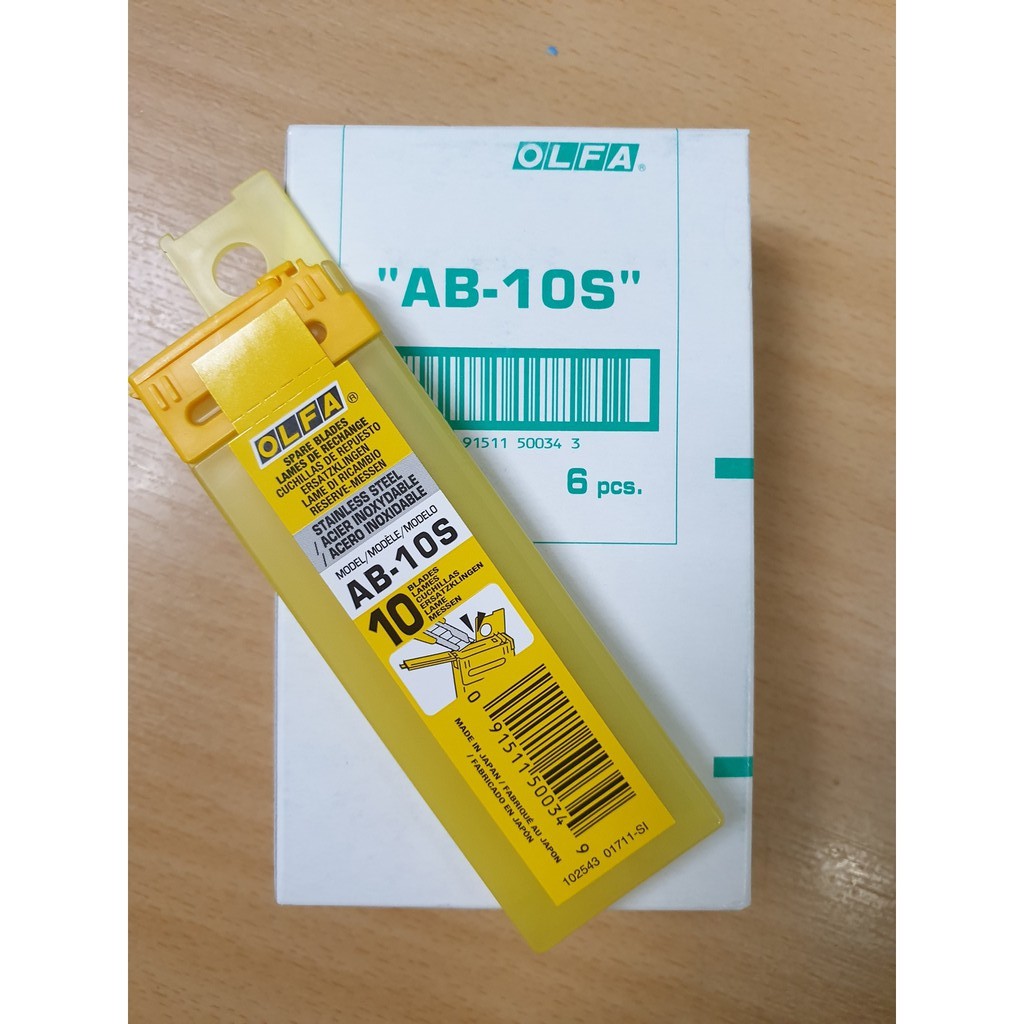 OLFA®
"AB-10S"
91511 50034 3
6 pcs.
OLFA®
SPARE BLADES
LAMES DE RECHANGE
CUCHILLAS DE REPUESTO
ERSATZKLINGEN
LAME DI RICAMBIO
RESERVE-MESSEN
STAINLESS STEEL
/ ACIER INOXYDABLE
/ ACERO INOXIDABLE
MODEL/MODÈLE/MODELO
AB-10S
10
BLADES
LAMES
CUCHILLAS
ERSATZKLINGEN
LAME
MESSEN
0 91511 50034 9
MADE IN JAPAN / FABRIQUÉ AU JAPON
/ FABRICADO EN JAPÓN
102543 01711-SI